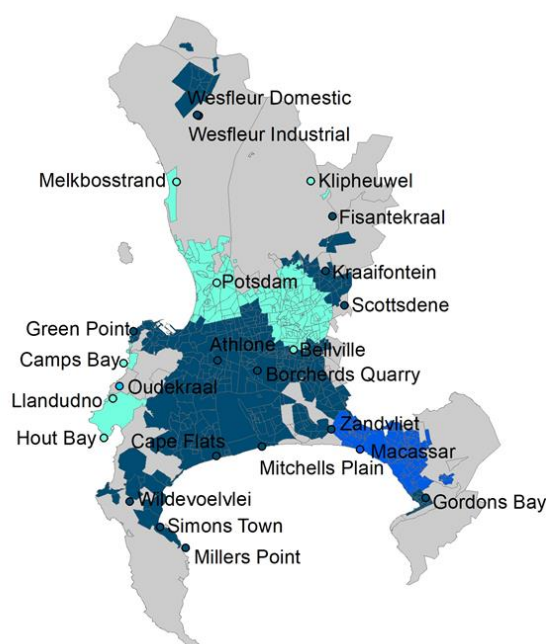 Wesfleur Domestic
Wesfleur Industrial
Melkbosstrand
Klipheuwel
Fisantekraal
Kraaifontein
Potsdam
Scottsdene
Green Point
Athlone
Bellville
Camps Bay
Borcherds Quarry
Oudekraal
Llandudno
Zandvliet
Hout Bay
Cape Flats
Macassar
Mitchells Plain
Wildevoelvlei
Gordons Bay
Simons Town
Millers Point